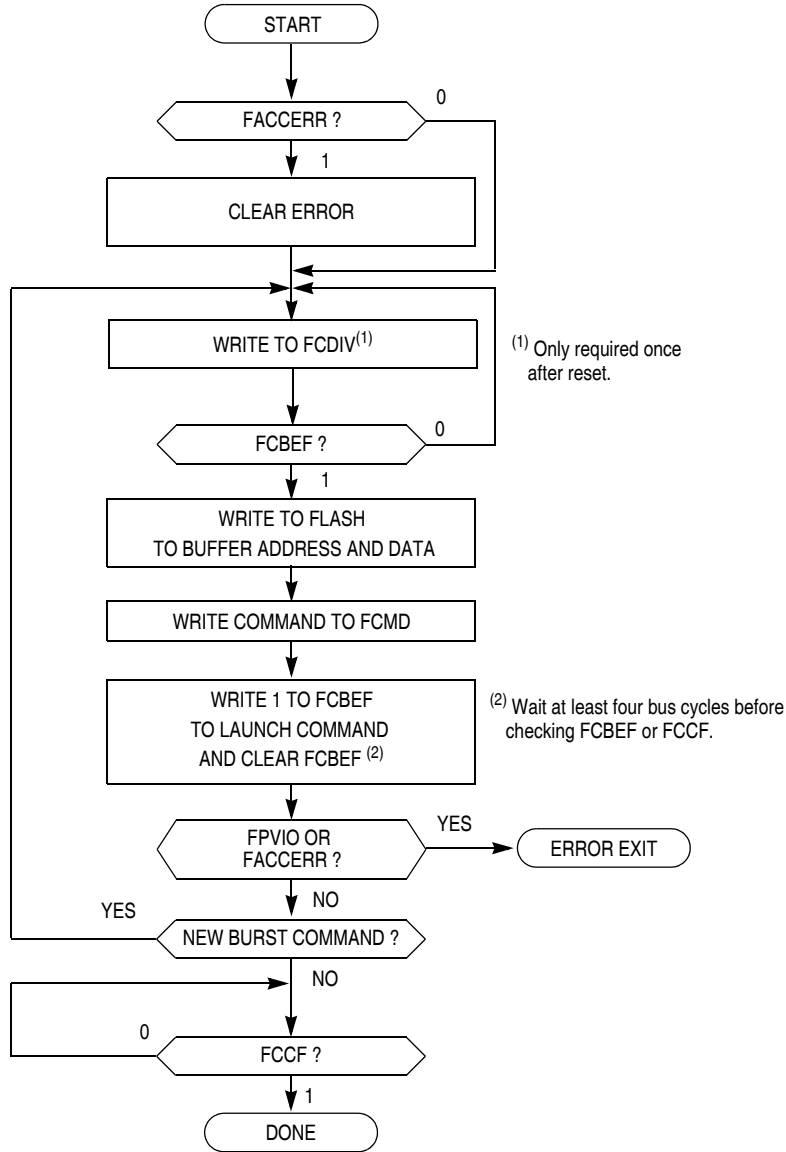 START
FACCERR ?
0
1
CLEAR ERROR
WRITE TO FCDIV(1)
(1) Only required once
after reset.
FCBEF ?
0
1
WRITE TO FLASH
TO BUFFER ADDRESS AND DATA
WRITE COMMAND TO FCMD
WRITE 1 TO FCBEF
TO LAUNCH COMMAND
AND CLEAR FCBEF (2)
(2) Wait at least four bus cycles before
checking FCBEF or FCCF.
FPVIO OR
FACCERR ?
YES
ERROR EXIT
NO
YES
NEW BURST COMMAND ?
NO
0
FCCF ?
1
DONE